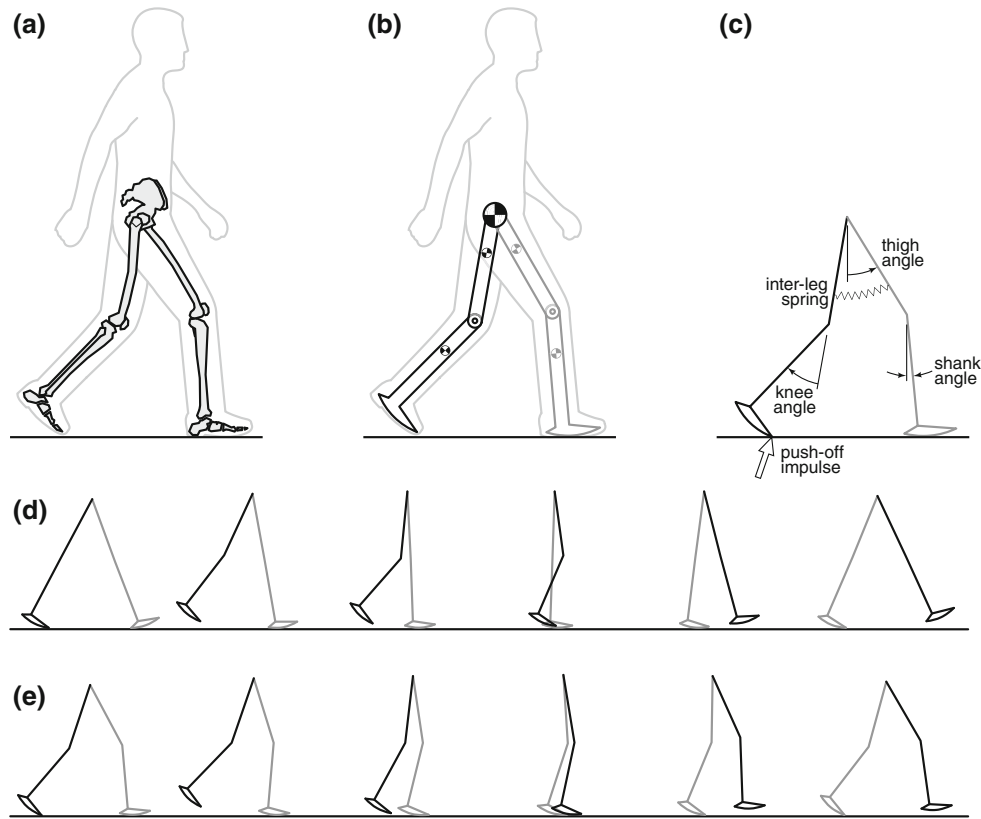 (a)
(b)
(c)
thigh
angle
inter-leg
spring
shank
angle
knee
angle
push-off
impulse
(d)
(e)